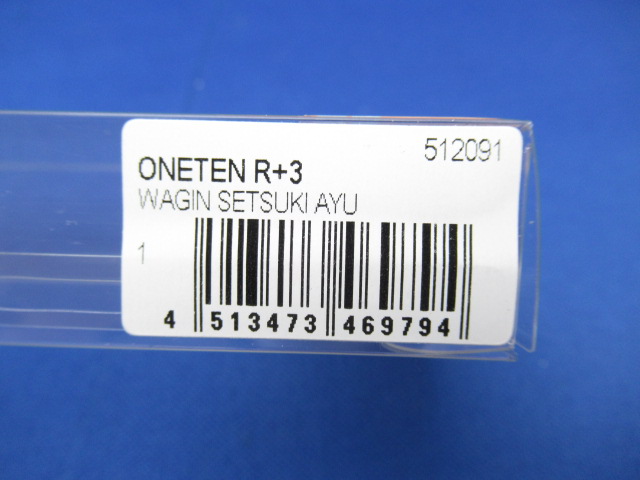 512091
ONETEN R+3
WAGIN SETSUKI AYU
1
4 513473 469794